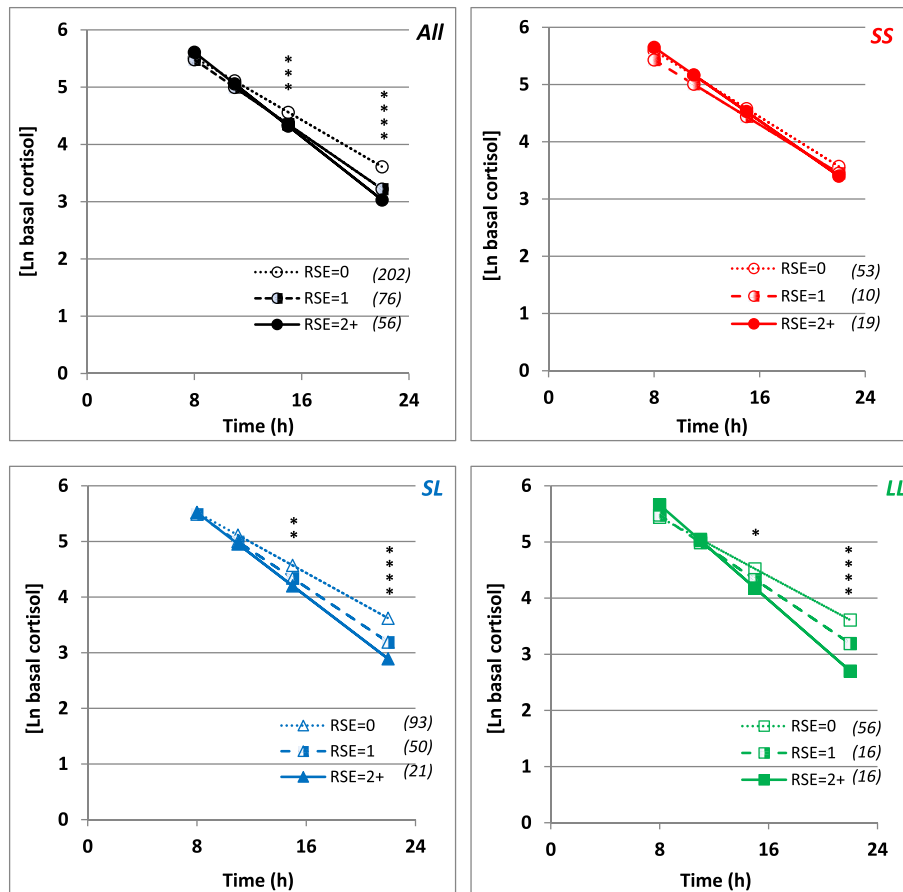 All
[Ln basal cortisol]
6
5
4
3
2
1
0
* * *
* * * *
RSE=0 (202)
RSE=1 (76)
RSE=2+ (56)
0 8 16 24
Time (h)
SS
[Ln basal cortisol]
6
5
4
3
2
1
0
RSE=0 (53)
RSE=1 (10)
RSE=2+ (19)
0 8 16 24
Time (h)
SL
[Ln basal cortisol]
6
5
4
3
2
1
0
* *
* * * *
RSE=0 (93)
RSE=1 (50)
RSE=2+ (21)
0 8 16 24
Time (h)
LL
[Ln basal cortisol]
6
5
4
3
2
1
0
*
* * * *
RSE=0 (56)
RSE=1 (16)
RSE=2+ (16)
0 8 16 24
Time (h)